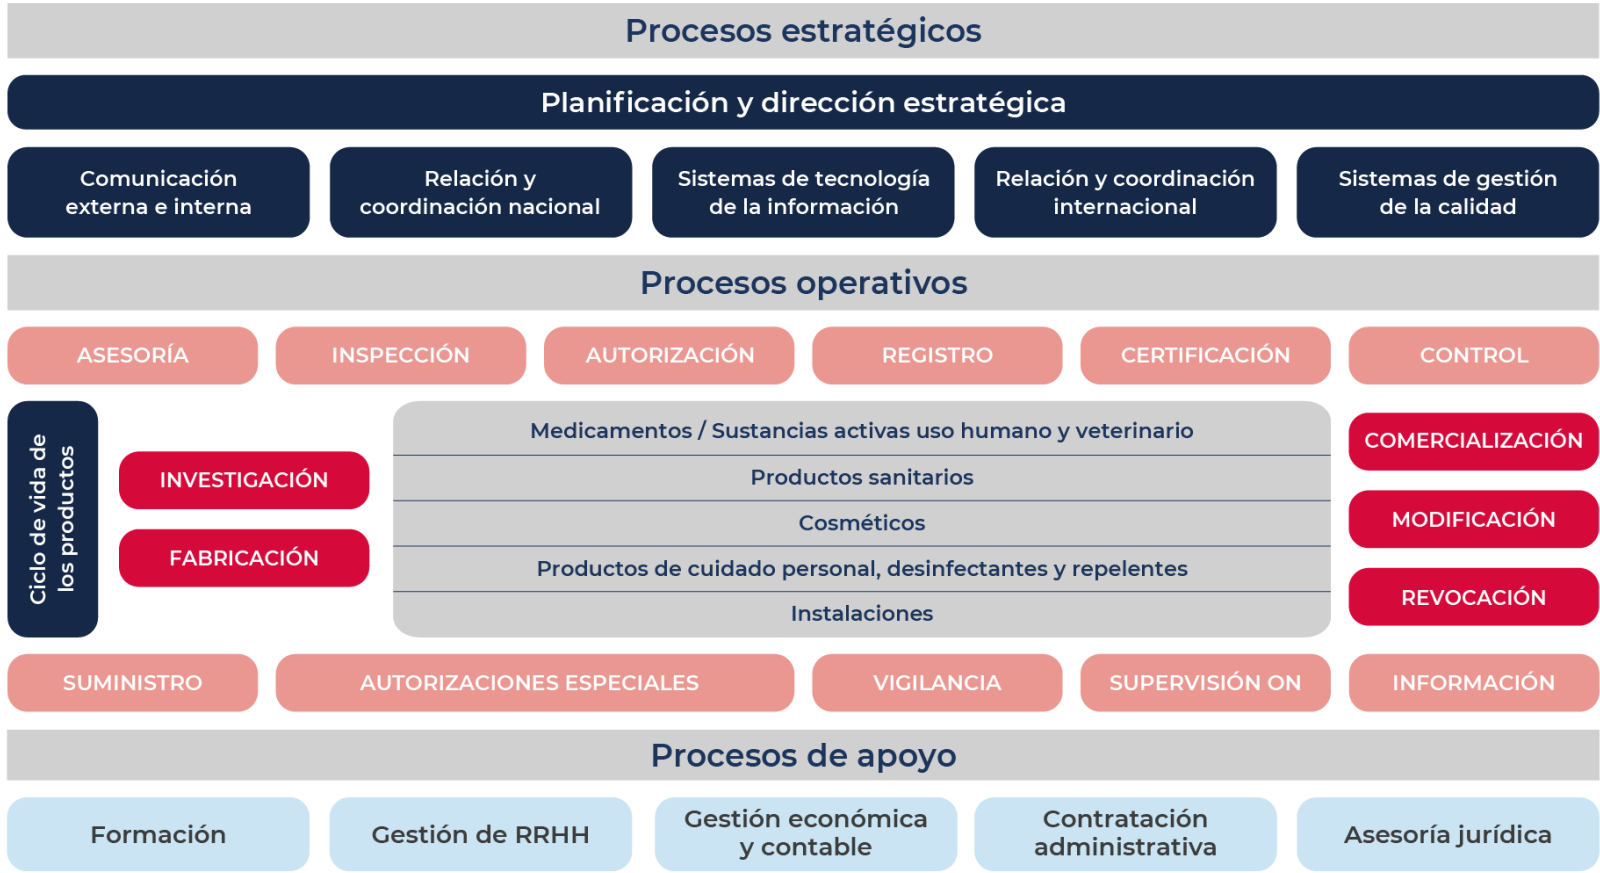 Procesos estratégicos
Planificación y dirección estratégica
Comunicación
externa e interna
Relación y
coordinación nacional
Sistemas de tecnología
de la información
Relación y coordinación
internacional
Sistemas de gestión
de la calidad
Procesos operativos
ASESORÍA
INSPECCIÓN
AUTORIZACIÓN
REGISTRO
CERTIFICACIÓN
CONTROL
Ciclo de vida de
los productos
INVESTIGACIÓN
FABRICACIÓN
Medicamentos / Sustancias activas uso humano y veterinario
Productos sanitarios
Cosméticos
Productos de cuidado personal, desinfectantes y repelentes
Instalaciones
COMERCIALIZACIÓN
MODIFICACIÓN
REVOCACIÓN
SUMINISTRO
AUTORIZACIONES ESPECIALES
VIGILANCIA
SUPERVISIÓN ON
INFORMACIÓN
Procesos de apoyo
Formación
Gestión de RRHH
Gestión económica
y contable
Contratación
administrativa
Asesoría jurídica